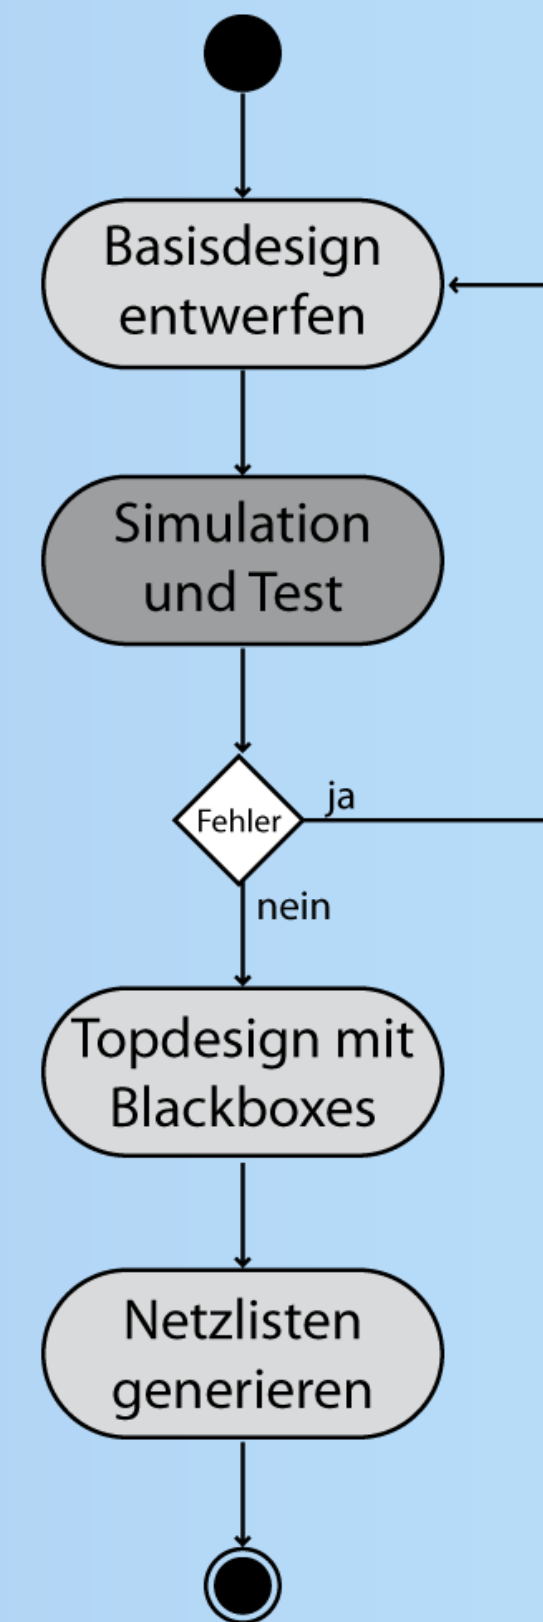 Basisdesign
entwerfen
Simulation
und Test
Fehler
ja
nein
Topdesign mit
Blackboxes
Netzlisten
generieren